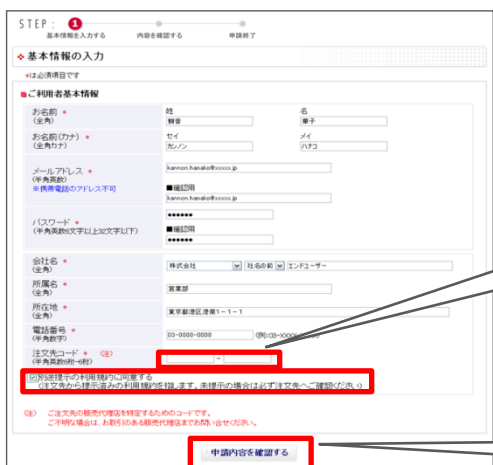 STEP: 1
基本情報を入力する 内容を確認する 申請終了
基本情報の入力
*は必須項目です
ご利用者基本情報
お名前 *
(全角)
姓 名
観音 華子
お名前(カナ) *
(全角カナ)
セイ メイ
カンノン ハナコ
メールアドレス *
(半角英数)
※携帯電話のアドレス不可
kannon.hanako@xxxxx.jp
■確認用
kannon.hanako@xxxxx.jp
パスワード *
(半角英数6文字以上32文字以下)
●●●●●●
■確認用
●●●●●●
会社名 *
(全角)
株式会社 社名の前 エンドユーザー
所属名 *
(全角)
営業部
所在地 *
(全角)
東京都港区港南1-1-1
電話番号 *
(半角数字)
03-0000-0000 (例:03-xxxx-xxxx)
注文先コード * (注)
(半角英数6桁-6桁)
-
別途提示の利用規約に同意する
(注文先から提示済みの利用規約を指します。未提示の場合は必ず注文先へご確認ください)
(注) ご注文先の販売代理店を特定するためのコードです。
ご不明な場合は、お取引のある販売代理店までお問い合せください。
申請内容を確認する